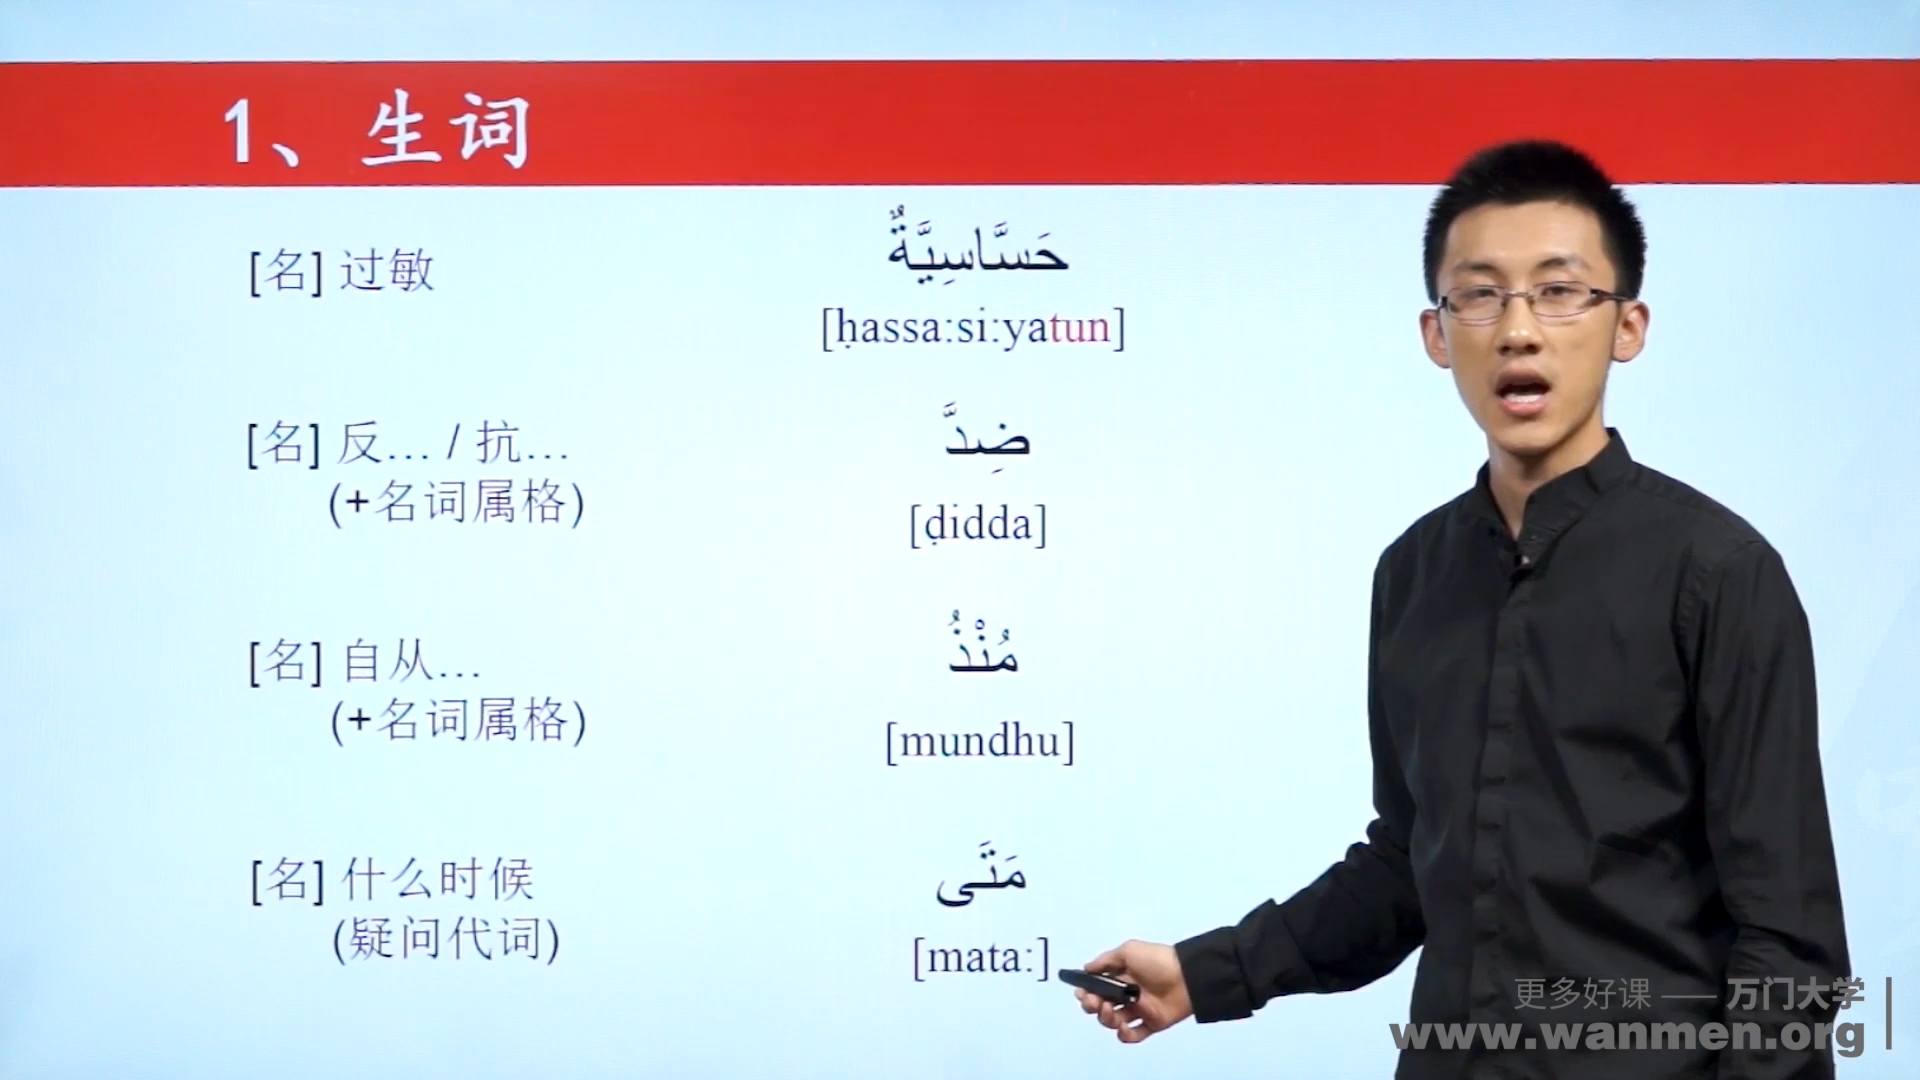 1、生词
[名] 过敏
حَسَّاسِيَّةٌ
[ḥassa:si:yatun]
[名] 反… / 抗…
(+名词属格)
ضِدَّ
[ḍidda]
[名] 自从…
(+名词属格)
مُنْذُ
[mundhu]
[名] 什么时候
(疑问代词)
مَتَى
[mata:]
更多好课 —— 万门大学
www.wanmen.org